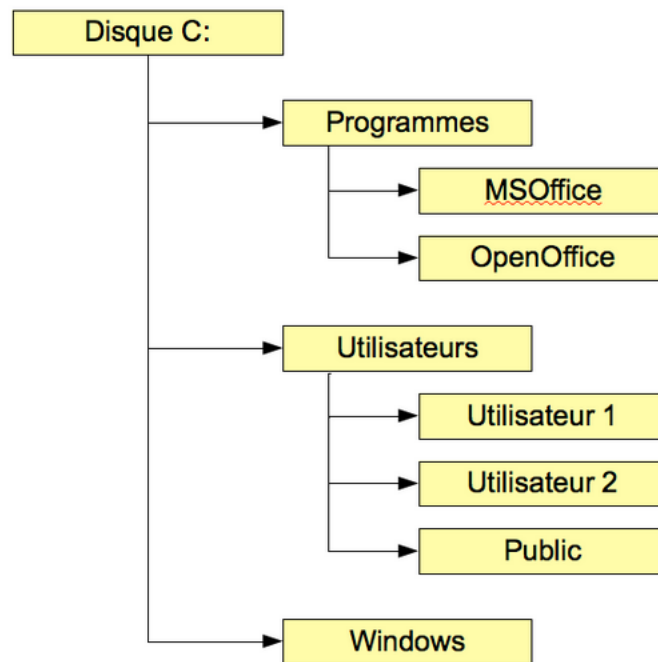 Disque C:
Programmes
MSOffice
OpenOffice
Utilisateurs
Utilisateur 1
Utilisateur 2
Public
Windows